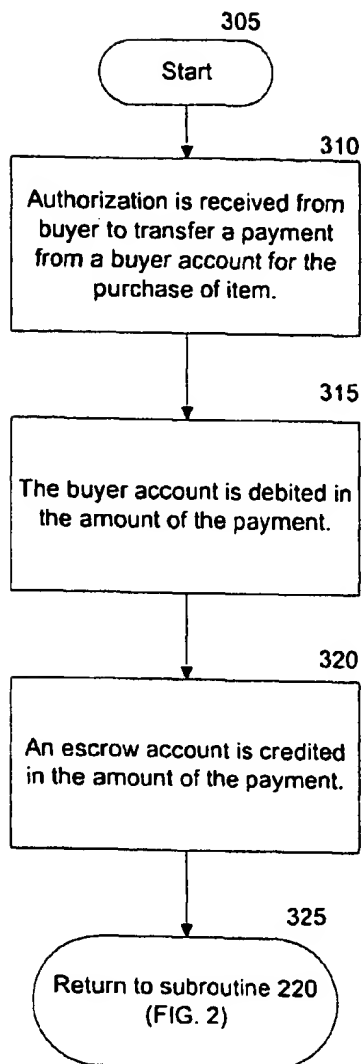 305
Start
310
Authorization is received from
buyer to transfer a payment
from a buyer account for the
purchase of item.
315
The buyer account is debited in
the amount of the payment.
320
An escrow account is credited
in the amount of the payment.
325
Return to subroutine 220
(FIG. 2)